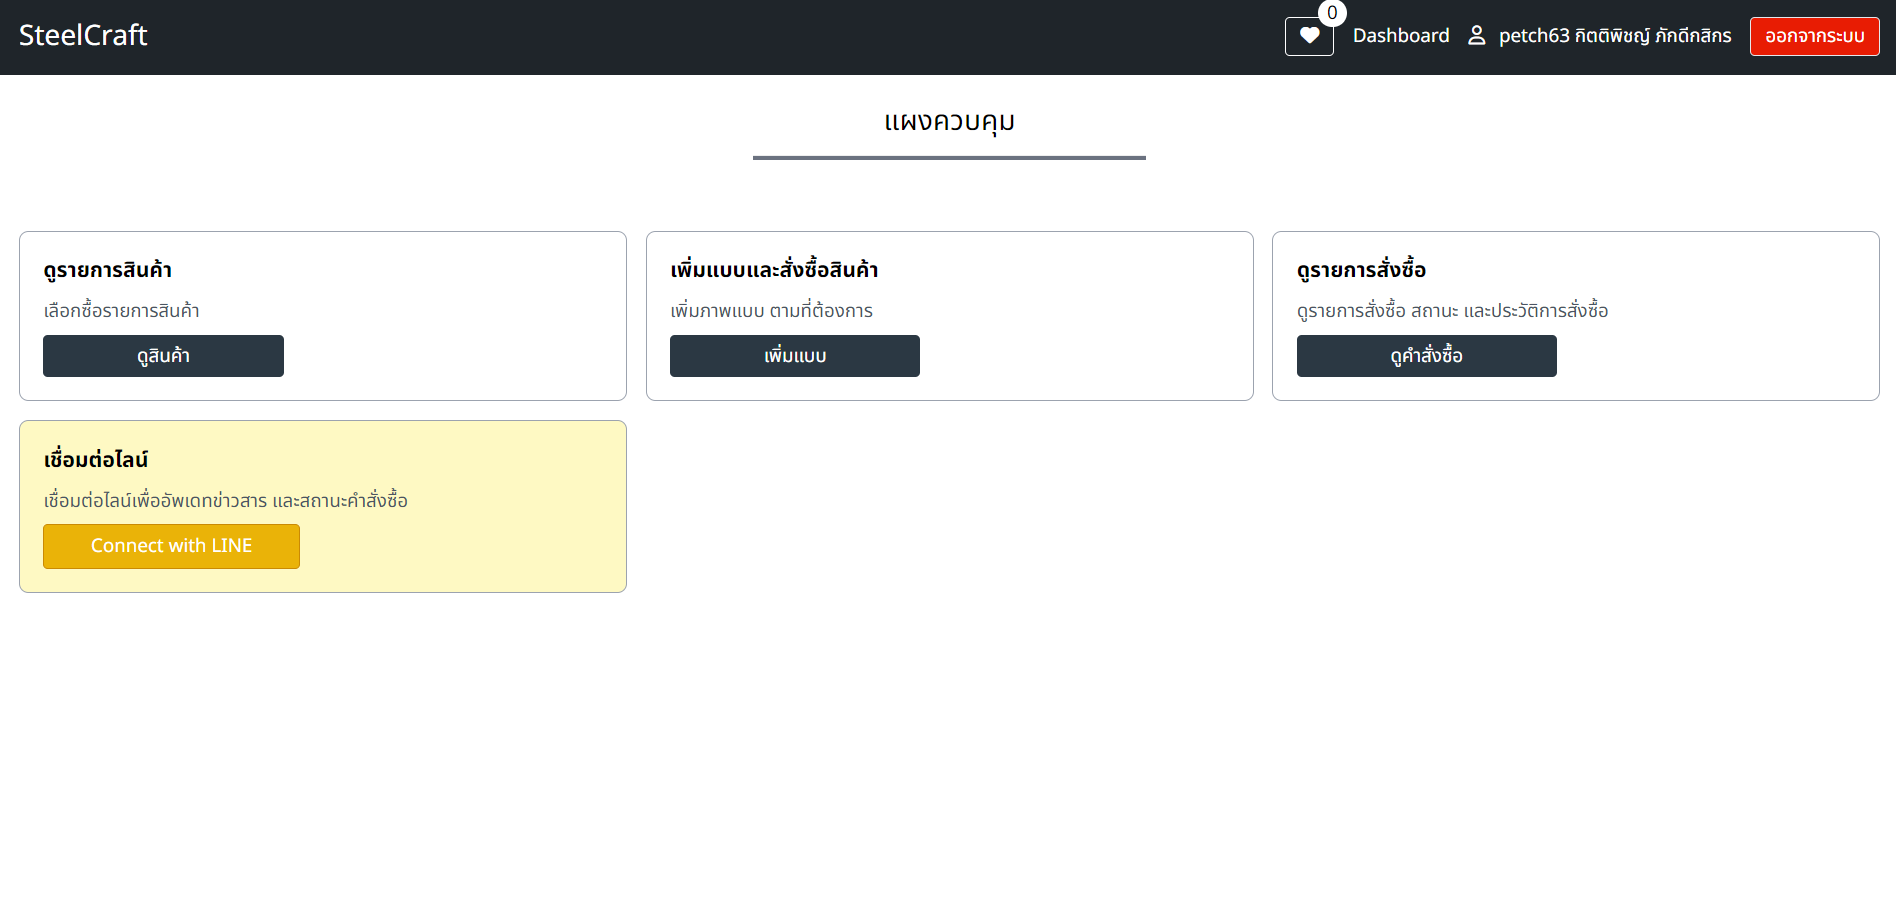 SteelCraft
0
Dashboard petch63 กิตติพิชญ์ ภักดีกสิกร ออกจากระบบ
แผงควบคุม
ดูรายการสินค้า
เลือกซื้อรายการสินค้า
ดูสินค้า
เพิ่มแบบและสั่งซื้อสินค้า
เพิ่มภาพแบบ ตามที่ต้องการ
เพิ่มแบบ
ดูรายการสั่งซื้อ
ดูรายการสั่งซื้อ สถานะ และประวัติการสั่งซื้อ
ดูคำสั่งซื้อ
เชื่อมต่อไลน์
เชื่อมต่อไลน์เพื่ออัพเดทข่าวสาร และสถานะคำสั่งซื้อ
Connect with LINE